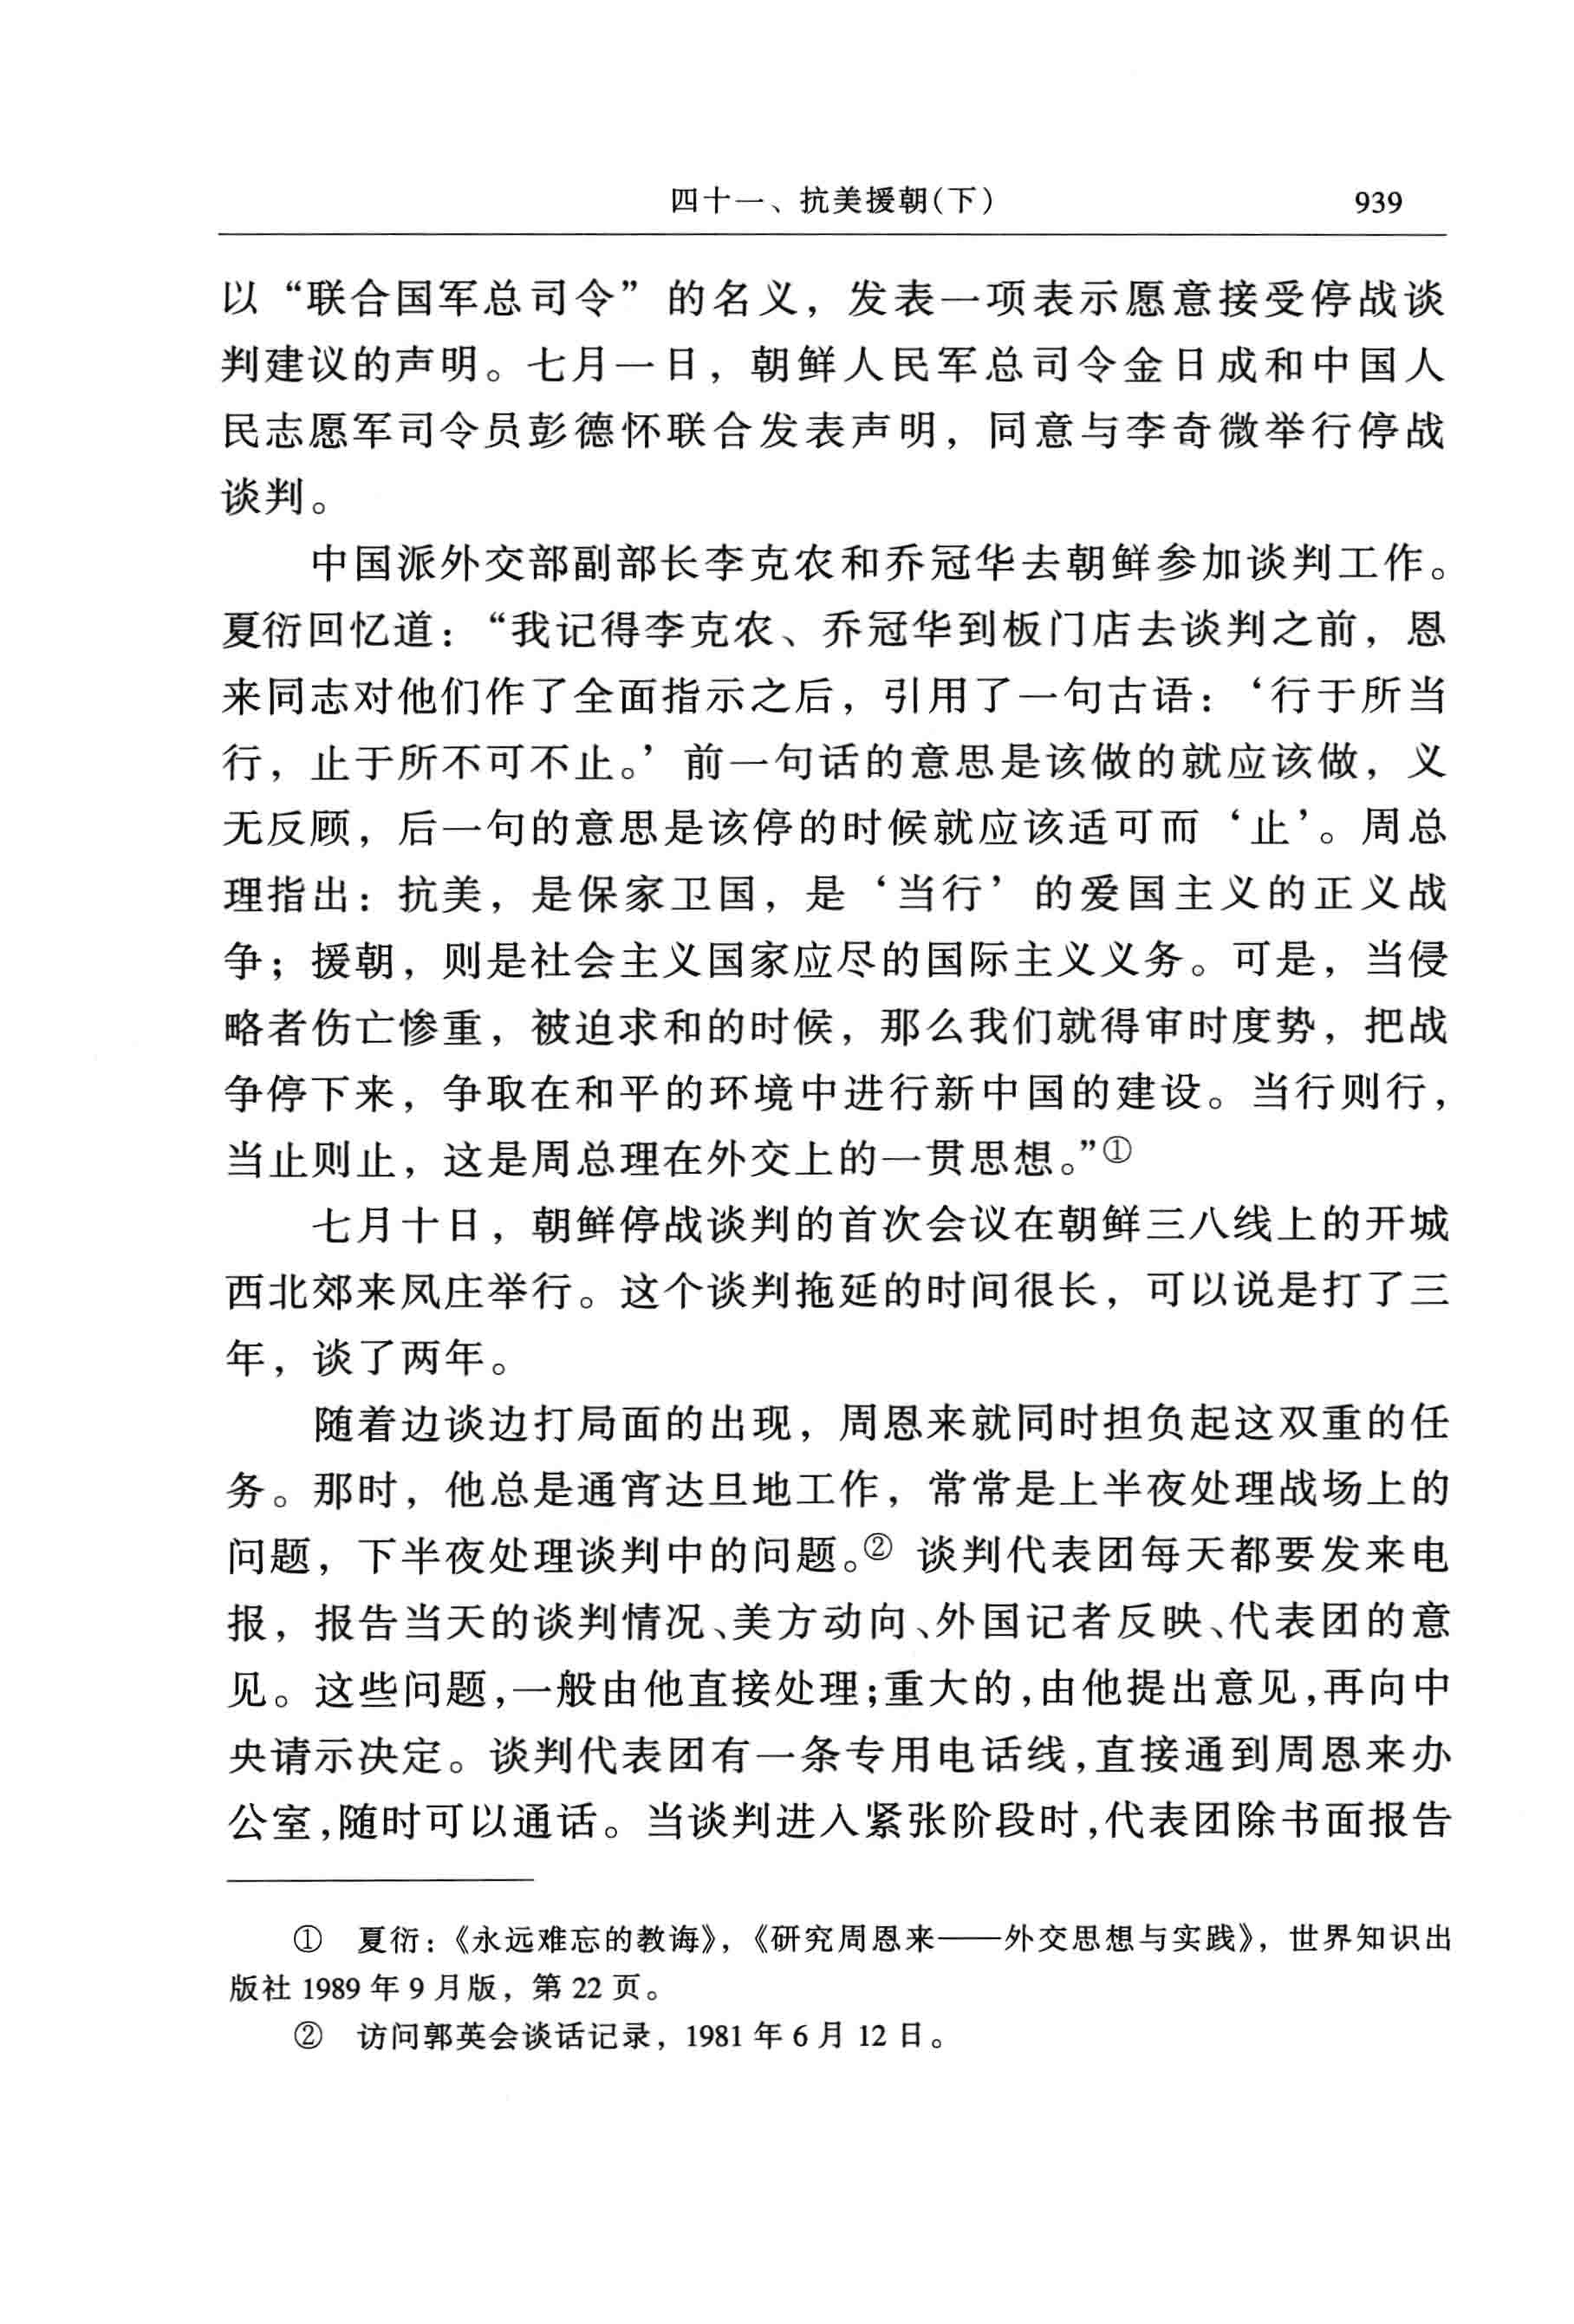 四十一、抗美援朝(下) 939
以“联合国军总司令”的名义，发表一项表示愿意接受停战谈
判建议的声明。七月一日，朝鲜人民军总司令金日成和中国人
民志愿军司令员彭德怀联合发表声明，同意与李奇微举行停战
谈判。
中国派外交部副部长李克农和乔冠华去朝鲜参加谈判工作。
夏衍回忆道：“我记得李克农、乔冠华到板门店去谈判之前，恩
来同志对他们作了全面指示之后，引用了一句古语：‘行于所当
行，止于所不可不止。’前一句话的意思是该做的就应该做，义
无反顾，后一句的意思是该停的时候就应该适可而‘止’。周总
理指出：抗美，是保家卫国，是‘当行’的爱国主义的正义战
争；援朝，则是社会主义国家应尽的国际主义义务。可是，当侵
略者伤亡惨重，被迫求和的时候，那么我们就得审时度势，把战
争停下来，争取在和平的环境中进行新中国的建设。当行则行，
当止则止，这是周总理在外交上的一贯思想。”①
七月十日，朝鲜停战谈判的首次会议在朝鲜三八线上的开城
西北郊来凤庄举行。这个谈判拖延的时间很长，可以说是打了三
年，谈了两年。
随着边谈边打局面的出现，周恩来就同时担负起这双重的任
务。那时，他总是通宵达旦地工作，常常是上半夜处理战场上的
问题，下半夜处理谈判中的问题。②谈判代表团每天都要发来电
报，报告当天的谈判情况、美方动向、外国记者反映、代表团的意
见。这些问题，一般由他直接处理；重大的，由他提出意见，再向中
央请示决定。谈判代表团有一条专用电话线，直接通到周恩来办
公室，随时可以通话。当谈判进入紧张阶段时，代表团除书面报告
① 夏衍：《永远难忘的教诲》，《研究周恩来——外交思想与实践》，世界知识出
版社 1989 年 9 月版，第 22 页。
② 访问郭英会谈话记录，1981 年 6 月 12 日。